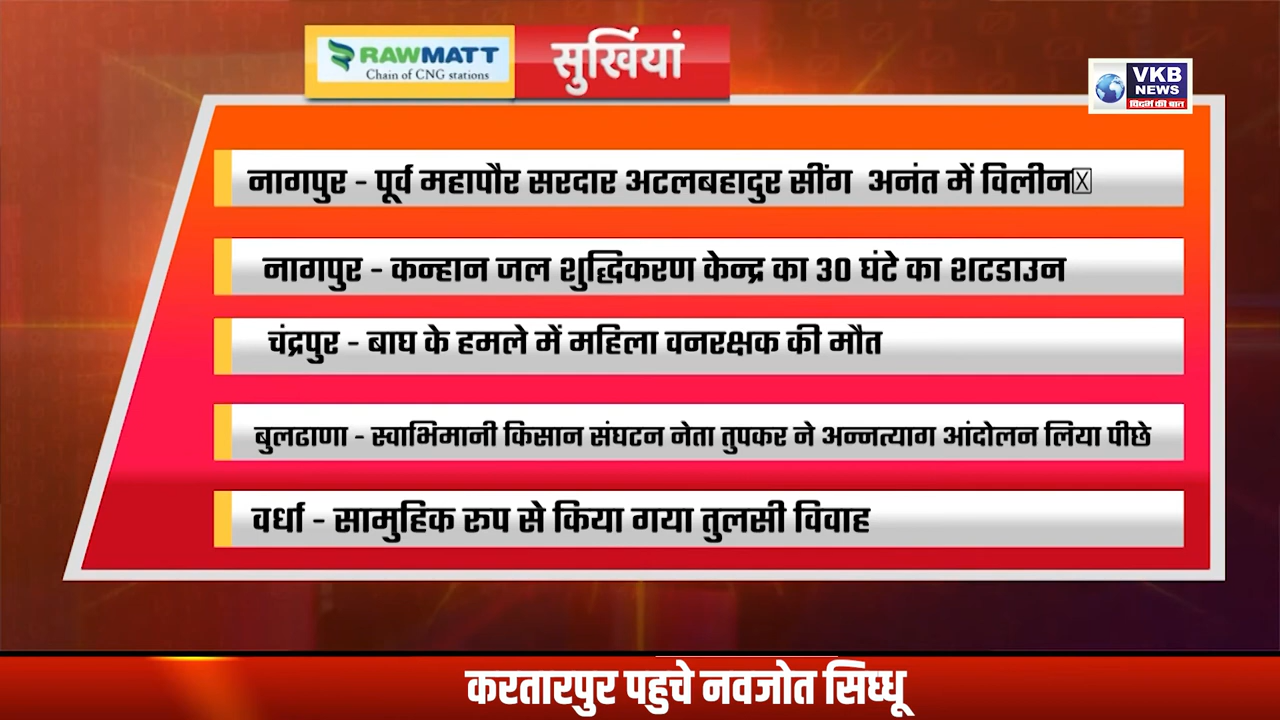 RAWMATT
Chain of CNG stations
सुर्खियां
VKB
NEWS
विदर्भ की बात
नागपुर - पूर्व महापौर सरदार अटलबहादुर सींग अनंत में विलीन
नागपुर - कन्हान जल शुद्धिकरण केन्द्र का 30 घंटे का शटडाउन
चंद्रपुर - बाघ के हमले में महिला वनरक्षक की मौत
बुलढाणा - स्वाभिमानी किसान संघटन नेता तुपकर ने अन्नत्याग आंदोलन लिया पीछे
वर्धा - सामुहिक रुप से किया गया तुलसी विवाह
करतारपुर पहुचे नवजोत सिध्धू